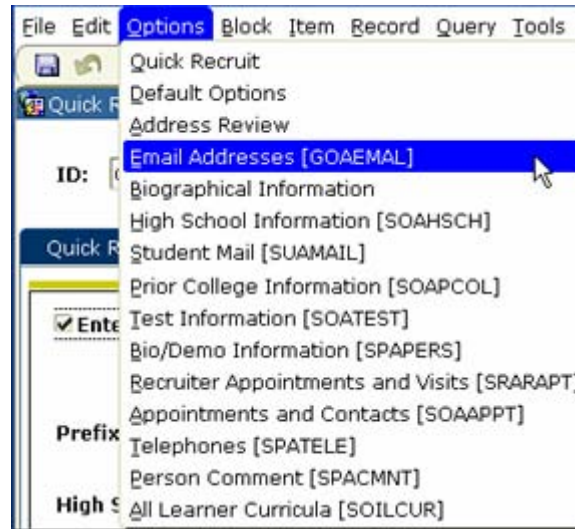 File Edit Options Block Item Record Query Tools
Quick Recruit
Default Options
Quick R
Address Review
Email Addresses [GOAEMAL]
ID:
Biographical Information
High School Information [SOAHSCH]
Quick R
Student Mail [SUAMAIL]
Prior College Information [SOAPCOL]
Test Information [SOATEST]
Ente
Bio/Demo Information [SPAPERS]
Recruiter Appointments and Visits [SRARAPT]
Appointments and Contacts [SOAAPPT]
Prefix
Telephones [SPATELE]
Person Comment [SPACMNT]
High S
All Learner Curricula [SOILCUR]